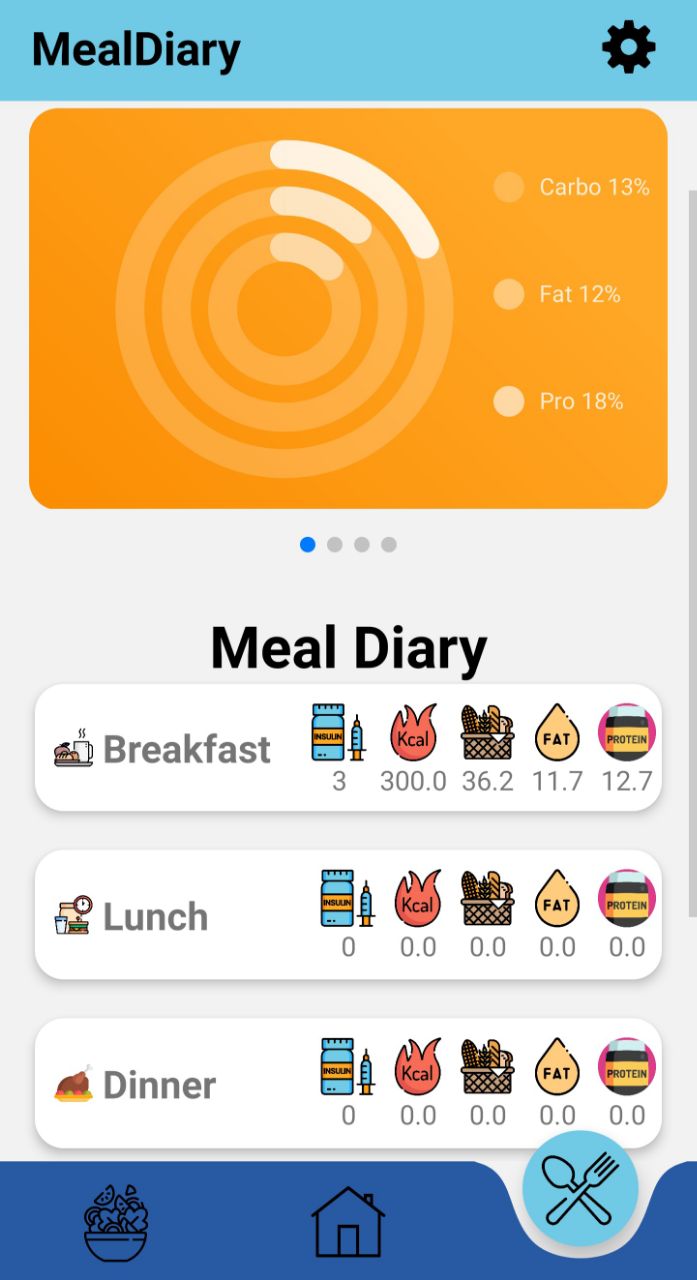 MealDiary
Carbo 13%
Fat 12%
Pro 18%
Meal Diary
Breakfast
INSULIN Kcal FAT PROTEIN
3 300.0 36.2 11.7 12.7
Lunch
INSULIN Kcal FAT PROTEIN
0 0.0 0.0 0.0 0.0
Dinner
INSULIN Kcal FAT PROTEIN
0 0.0 0.0 0.0 0.0